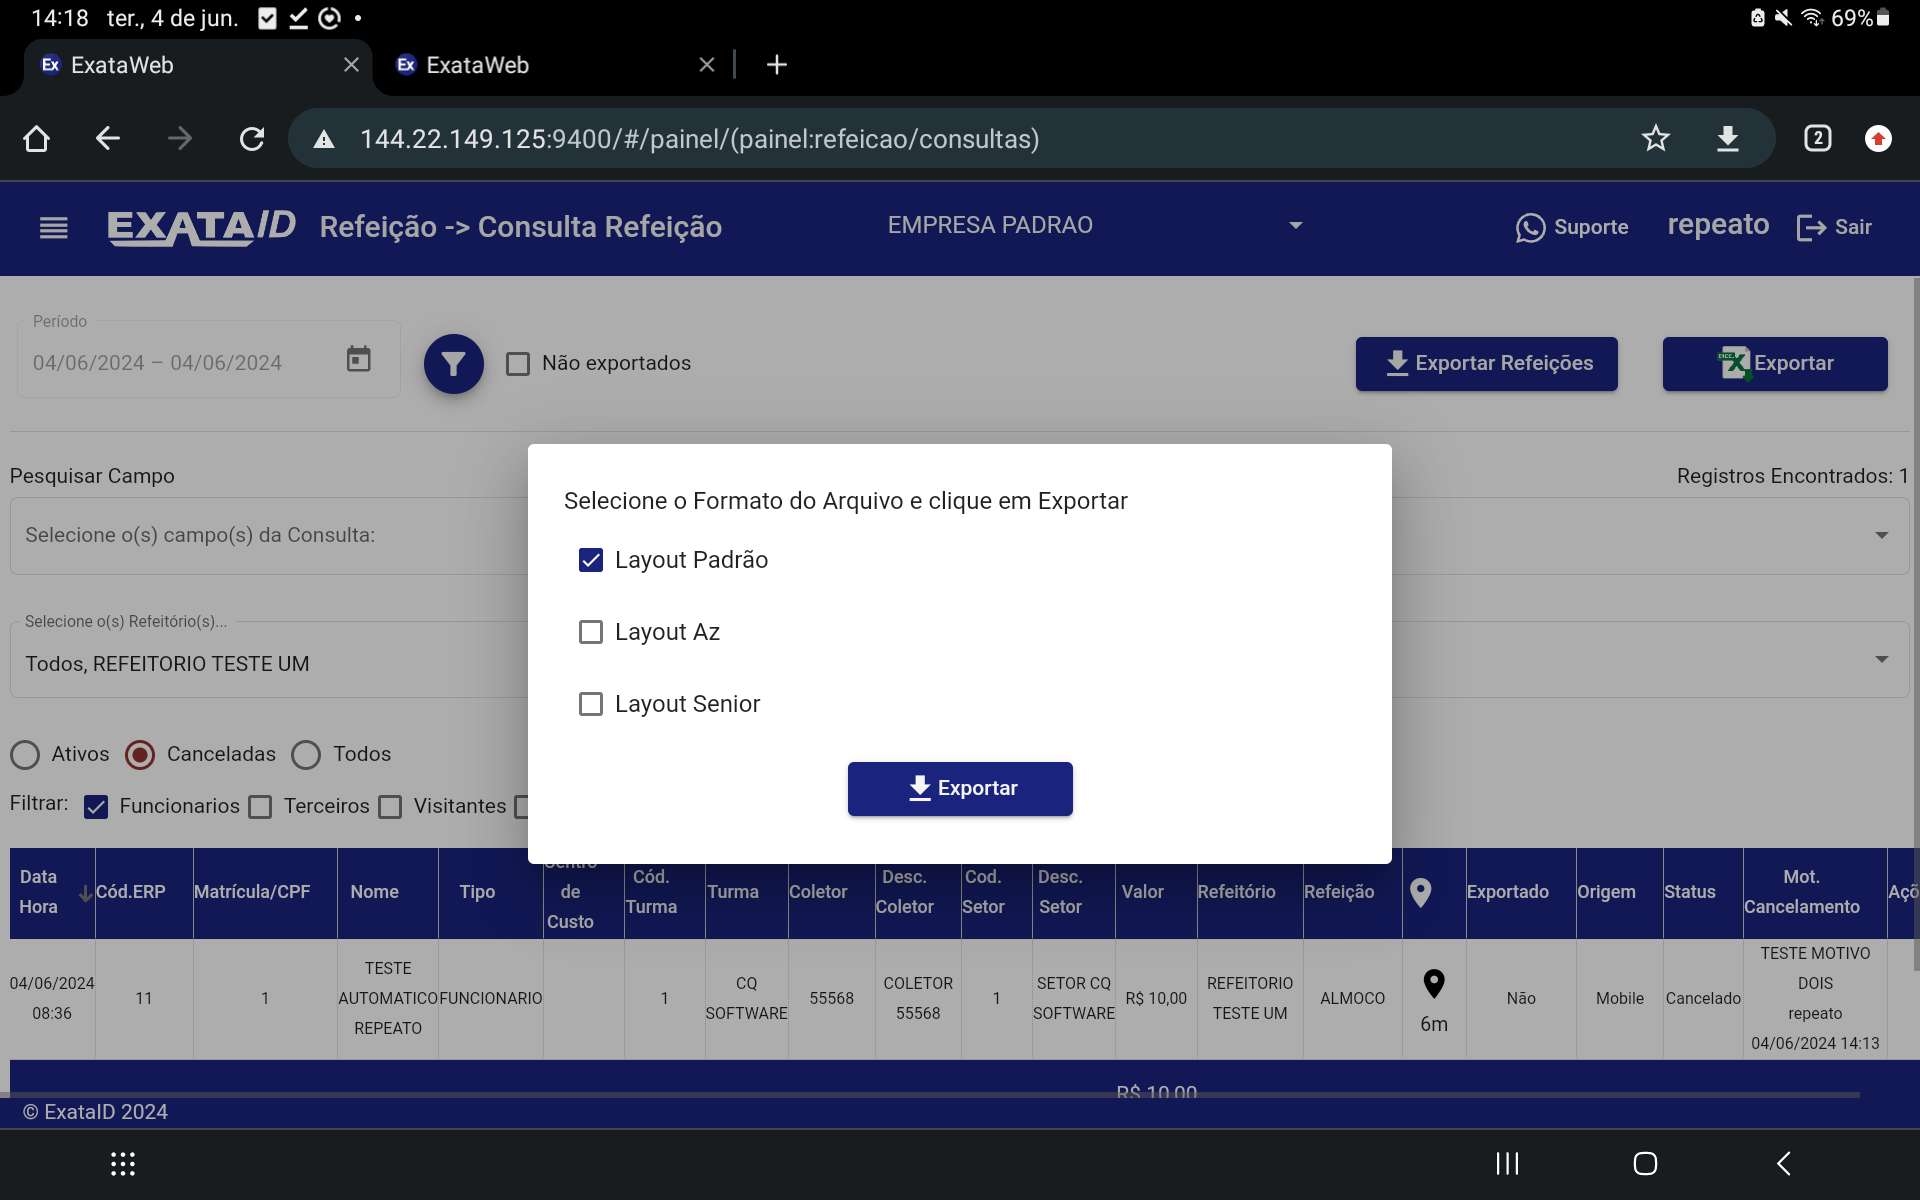 14:18 ter., 4 de jun.
69%
ExataWeb
ExataWeb
144.22.149.125:9400/#/painel/(painel:refeicao/consultas)
2
EXATAID
Refeição -> Consulta Refeição
EMPRESA PADRAO
Suporte
repeato
Sair
Período
04/06/2024 – 04/06/2024
Não exportados
Exportar Refeições
Exportar
Pesquisar Campo
Registros Encontrados: 1
Selecione o(s) campo(s) da Consulta:
Selecione o(s) Refeitório(s)...
Todos, REFEITORIO TESTE UM
Selecione o Formato do Arquivo e clique em Exportar
Layout Padrão
Layout Az
Layout Senior
Exportar
Ativos Canceladas Todos
Filtrar: Funcionarios Terceiros Visitantes
Data Hora
Cód.ERP
Matrícula/CPF
Nome
Tipo
Centro de Custo
Cód. Turma
Turma
Coletor
Desc. Coletor
Cod. Setor
Desc. Setor
Valor
Refeitório
Refeição
Exportado
Origem
Status
Mot. Cancelamento
Açõ
04/06/2024 08:36
11
1
TESTE AUTOMATICO REPEATO
FUNCIONARIO
1
CQ SOFTWARE
55568
COLETOR 55568
1
SETOR CQ SOFTWARE
R$ 10,00
REFEITORIO TESTE UM
ALMOCO
6m
Não
Mobile
Cancelado
TESTE MOTIVO DOIS
repeato
04/06/2024 14:13
R$ 10,00
© ExataID 2024